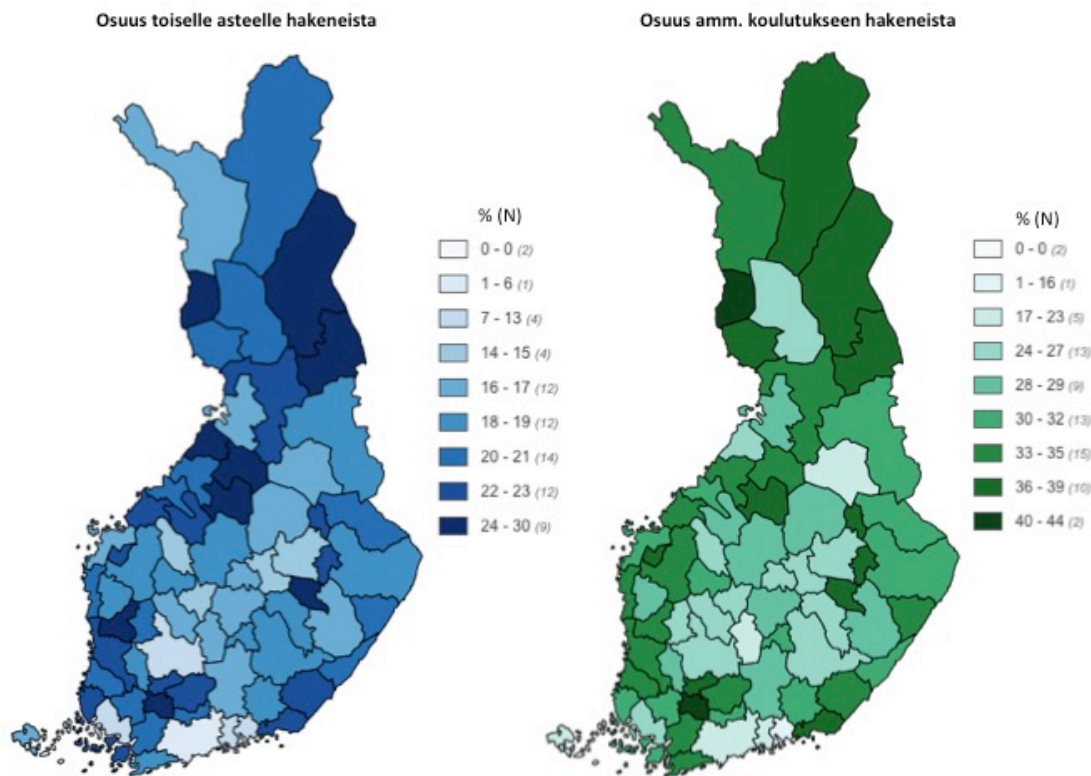 Osuus toiselle asteelle hakeneista
% (N)
0 - 0 (2)
1 - 6 (1)
7 - 13 (4)
14 - 15 (4)
16 - 17 (12)
18 - 19 (12)
20 - 21 (14)
22 - 23 (12)
24 - 30 (9)
Osuus amm. koulutukseen hakeneista
% (N)
0 - 0 (2)
1 - 16 (1)
17 - 23 (5)
24 - 27 (13)
28 - 29 (9)
30 - 32 (13)
33 - 35 (15)
36 - 39 (10)
40 - 44 (2)